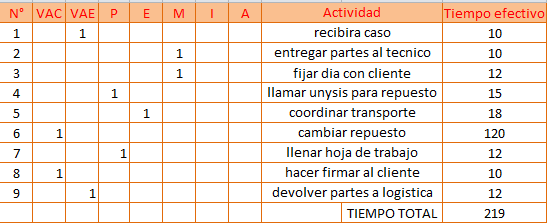 N° VAC VAE P E M I A Actividad Tiempo efectivo
1 1 recibira caso 10
2 1 entregar partes al tecnico 10
3 1 fijar dia con cliente 12
4 1 llamar unysis para repuesto 15
5 1 coordinar transporte 18
6 1 cambiar repuesto 120
7 1 llenar hoja de trabajo 12
8 1 hacer firmar al cliente 10
9 1 devolver partes a logistica 12
TIEMPO TOTAL 219